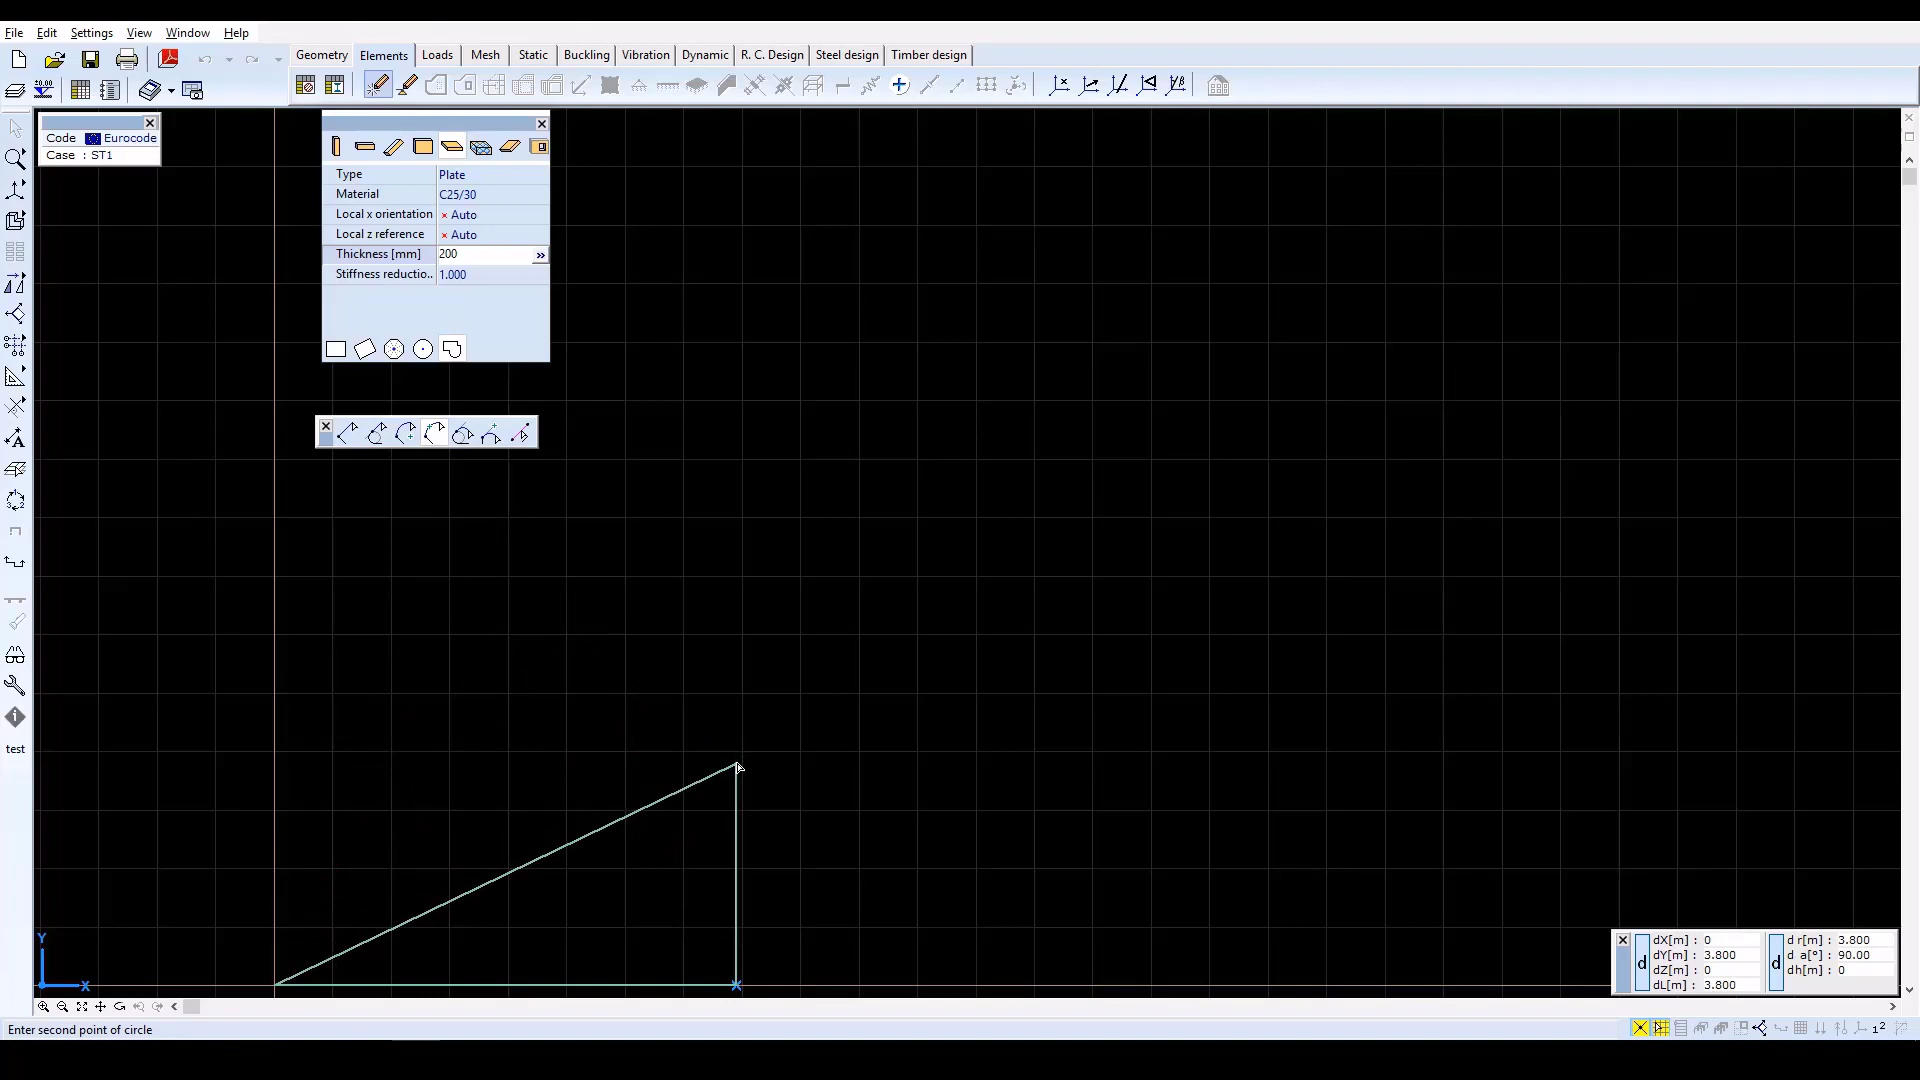 File Edit Settings View Window Help
Geometry Elements Loads Mesh Static Buckling Vibration Dynamic R. C. Design Steel design Timber design
Code Eurocode
Case : ST1
Type Plate
Material C25/30
Local x orientation Auto
Local z reference Auto
Thickness [mm] 200 »
Stiffness reductio.. 1.000
test
Y
X
X
d
dX[m] : 0
dY[m] : 3.800
dZ[m] : 0
dL[m] : 3.800
d
d r[m] : 3.800
d a[°] : 90.00
dh[m] : 0
Enter second point of circle